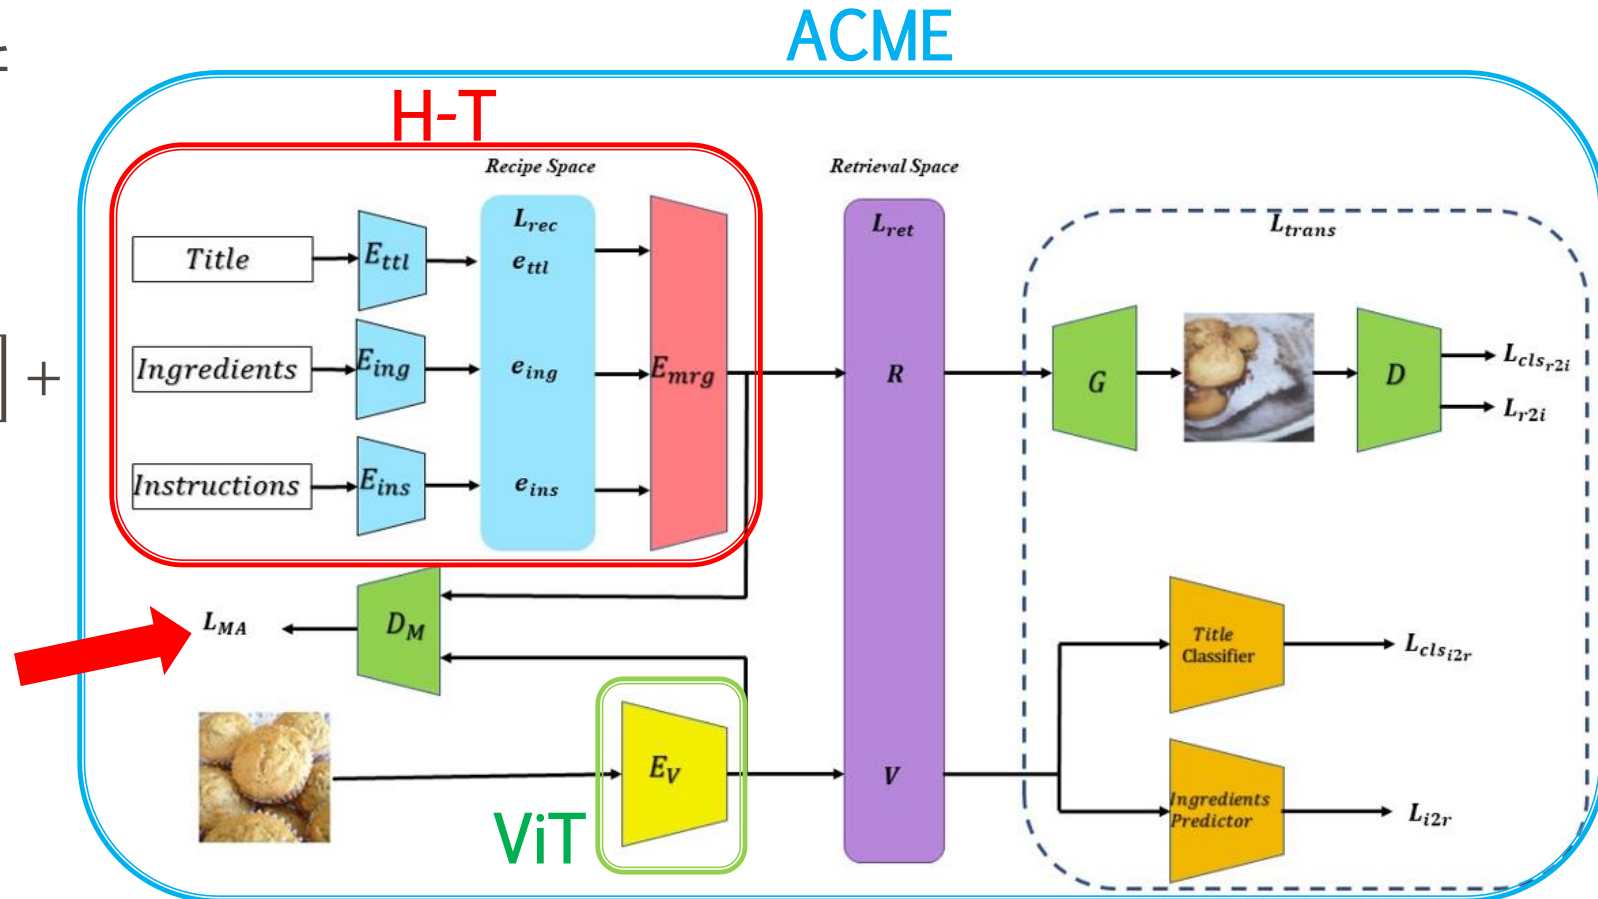 ACME
H-T
Recipe Space
Retrieval Space
L_rec
L_ret
L_trans
Title
E_ttl
e_ttl
Ingredients
E_ing
e_ing
E_mrg
R
G
D
L_cls_r2i
L_r2i
] +
Instructions
E_ins
e_ins
L_MA
D_M
Title
Classifier
L_cls_i2r
E_V
V
Ingredients
Predictor
L_i2r
ViT